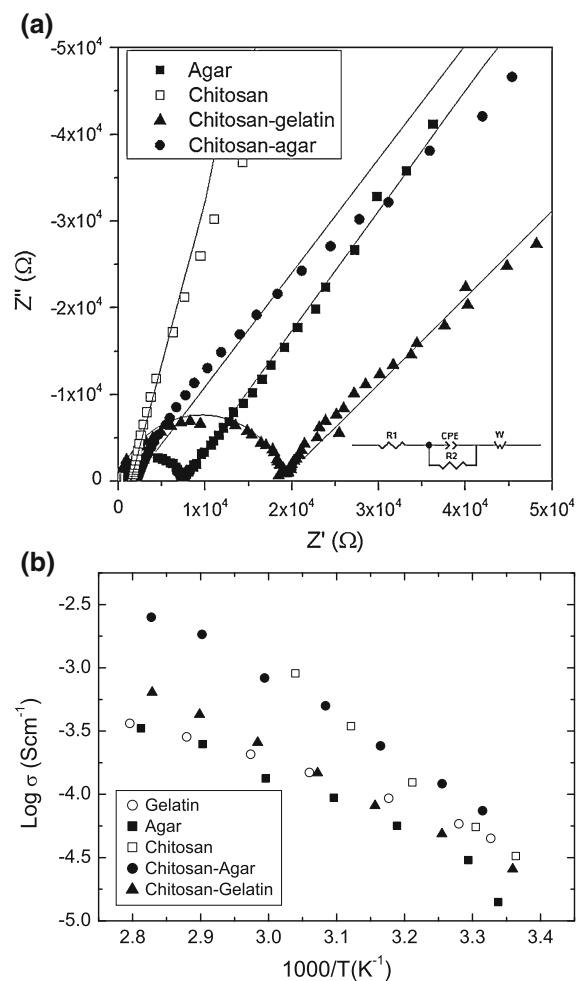 (a)
-5x10⁴
-4x10⁴
-3x10⁴
-2x10⁴
-1x10⁴
0
Z'' (Ω)
Agar
Chitosan
Chitosan-gelatin
Chitosan-agar
R1
CPE
R2
W
0
1x10⁴
2x10⁴
3x10⁴
4x10⁴
5x10⁴
Z' (Ω)
(b)
-2.5
-3.0
-3.5
-4.0
-4.5
-5.0
Log σ (Scm⁻¹)
Gelatin
Agar
Chitosan
Chitosan-Agar
Chitosan-Gelatin
2.8
2.9
3.0
3.1
3.2
3.3
3.4
1000/T(K⁻¹)